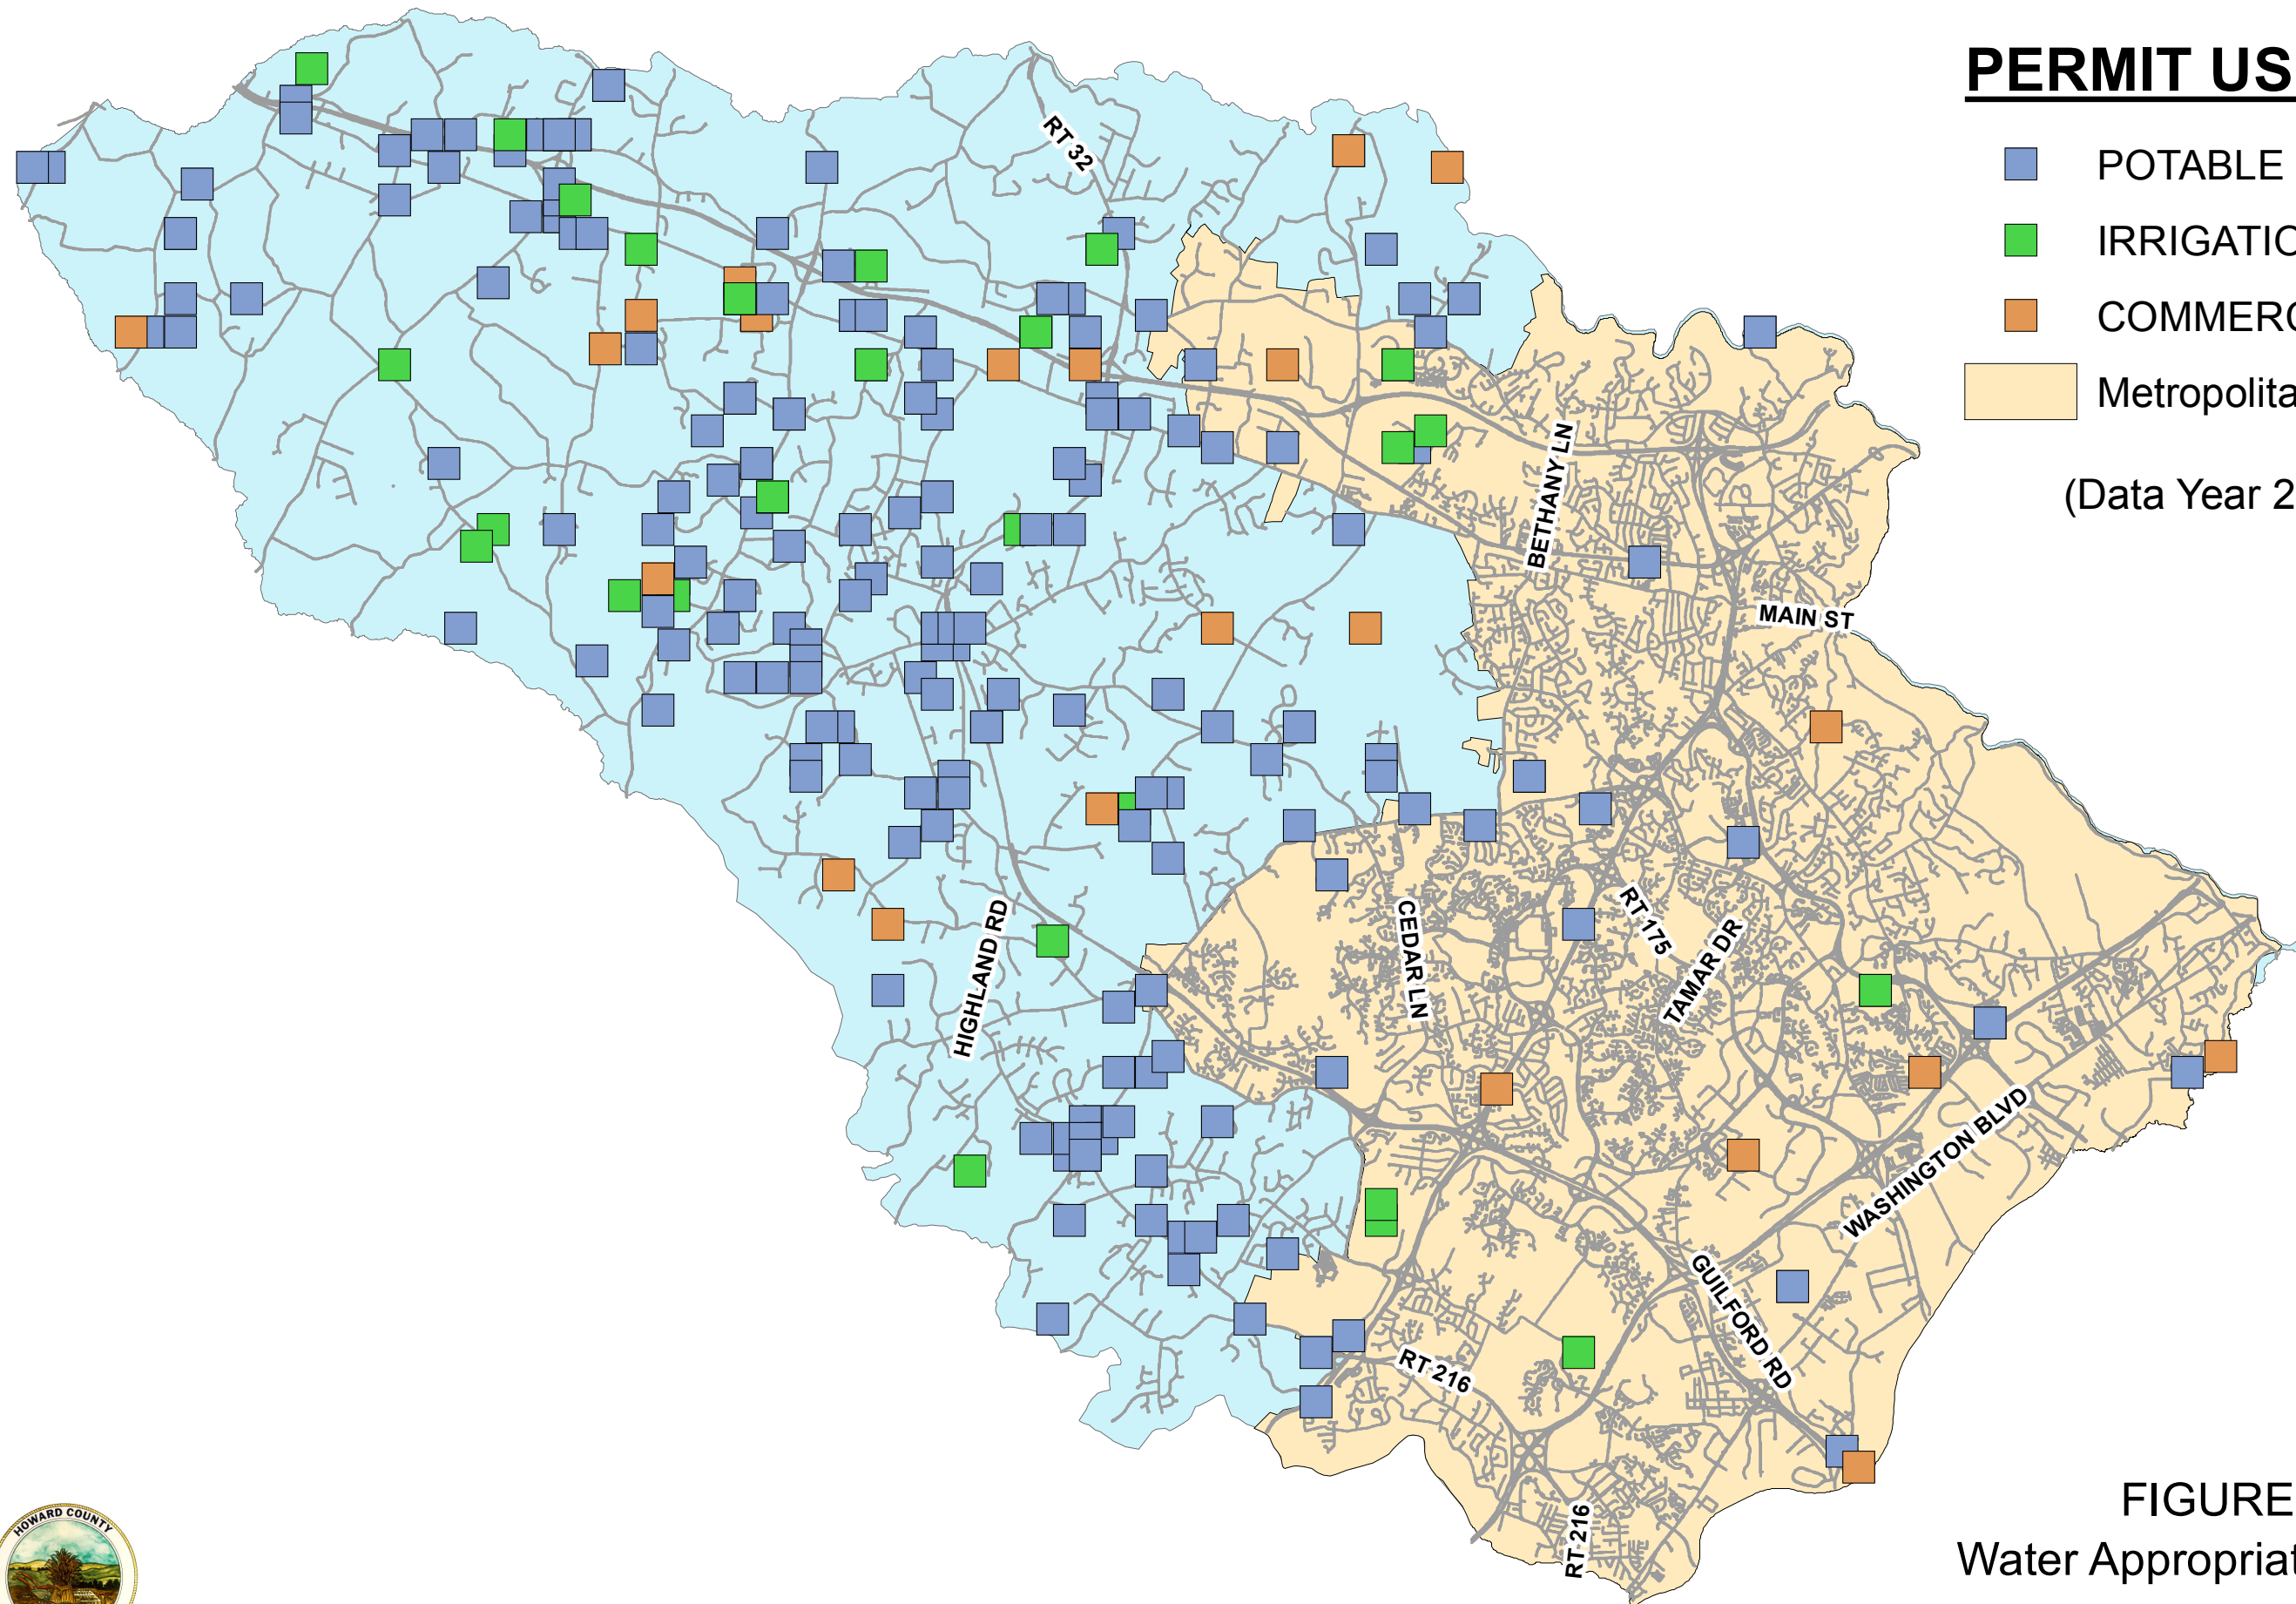 PERMIT US
POTABLE
IRRIGATIO
COMMERC
Metropolita
(Data Year 2
RT 32
BETHANY LN
MAIN ST
CEDAR LN
RT 175
TAMAR DR
HIGHLAND RD
WASHINGTON BLVD
GUILFORD RD
RT 216
RT 216
HOWARD COUNTY
FIGURE
Water Appropriat